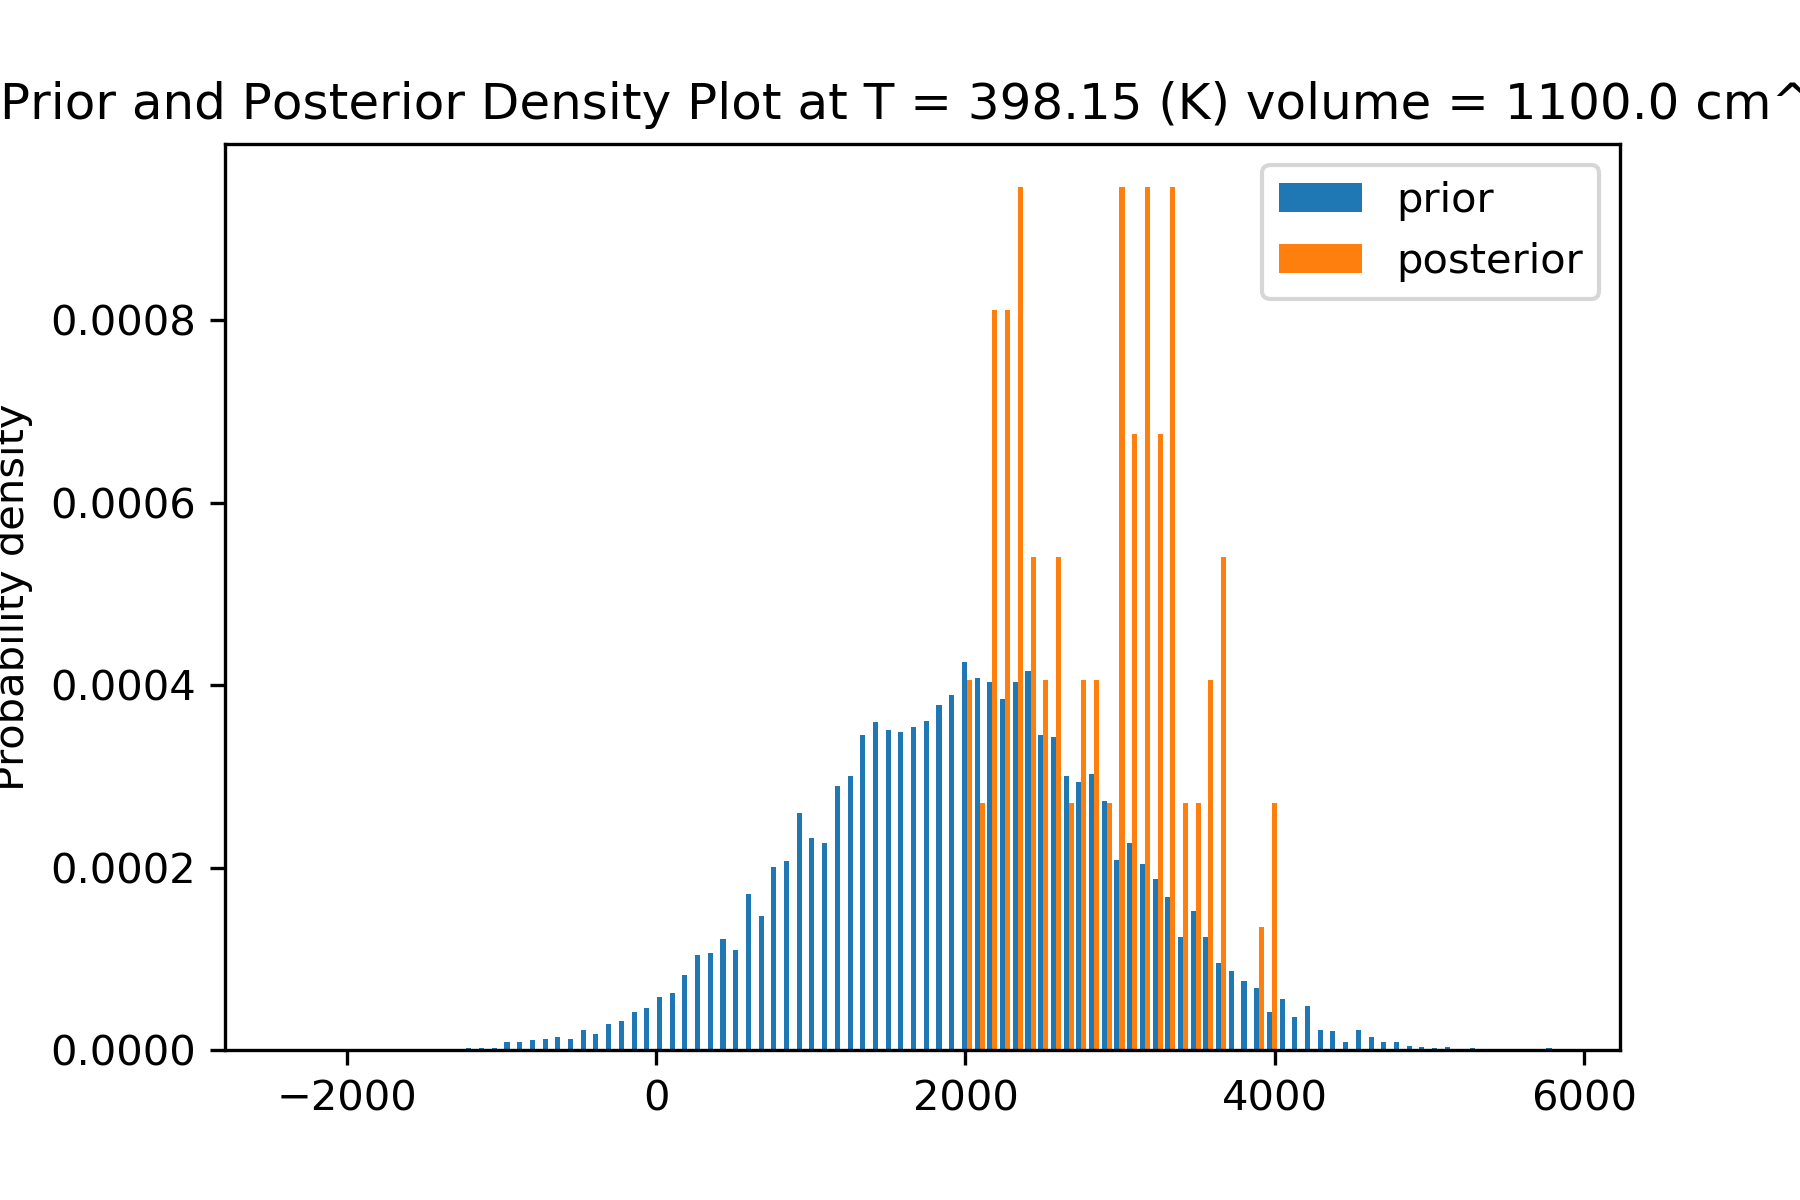 Prior and Posterior Density Plot at T = 398.15 (K) volume = 1100.0 cm^
prior
posterior
Probability density
0.0008
0.0006
0.0004
0.0002
0.0000
−2000
0
2000
4000
6000